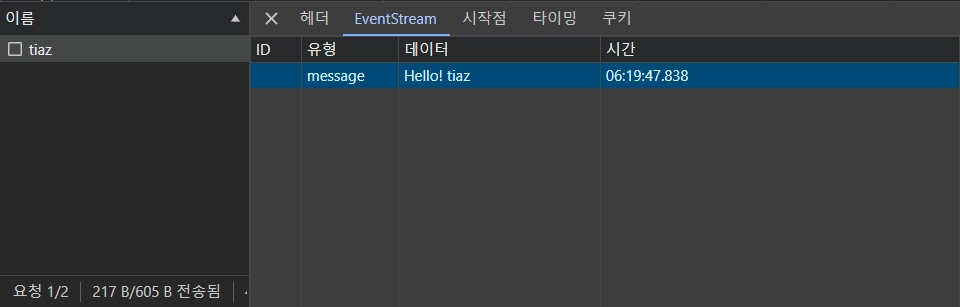 이름
tiaz
요청 1/2 217 B/605 B 전송됨
헤더 EventStream 시작점 타이밍 쿠키
ID 유형 데이터 시간
message Hello! tiaz 06:19:47.838